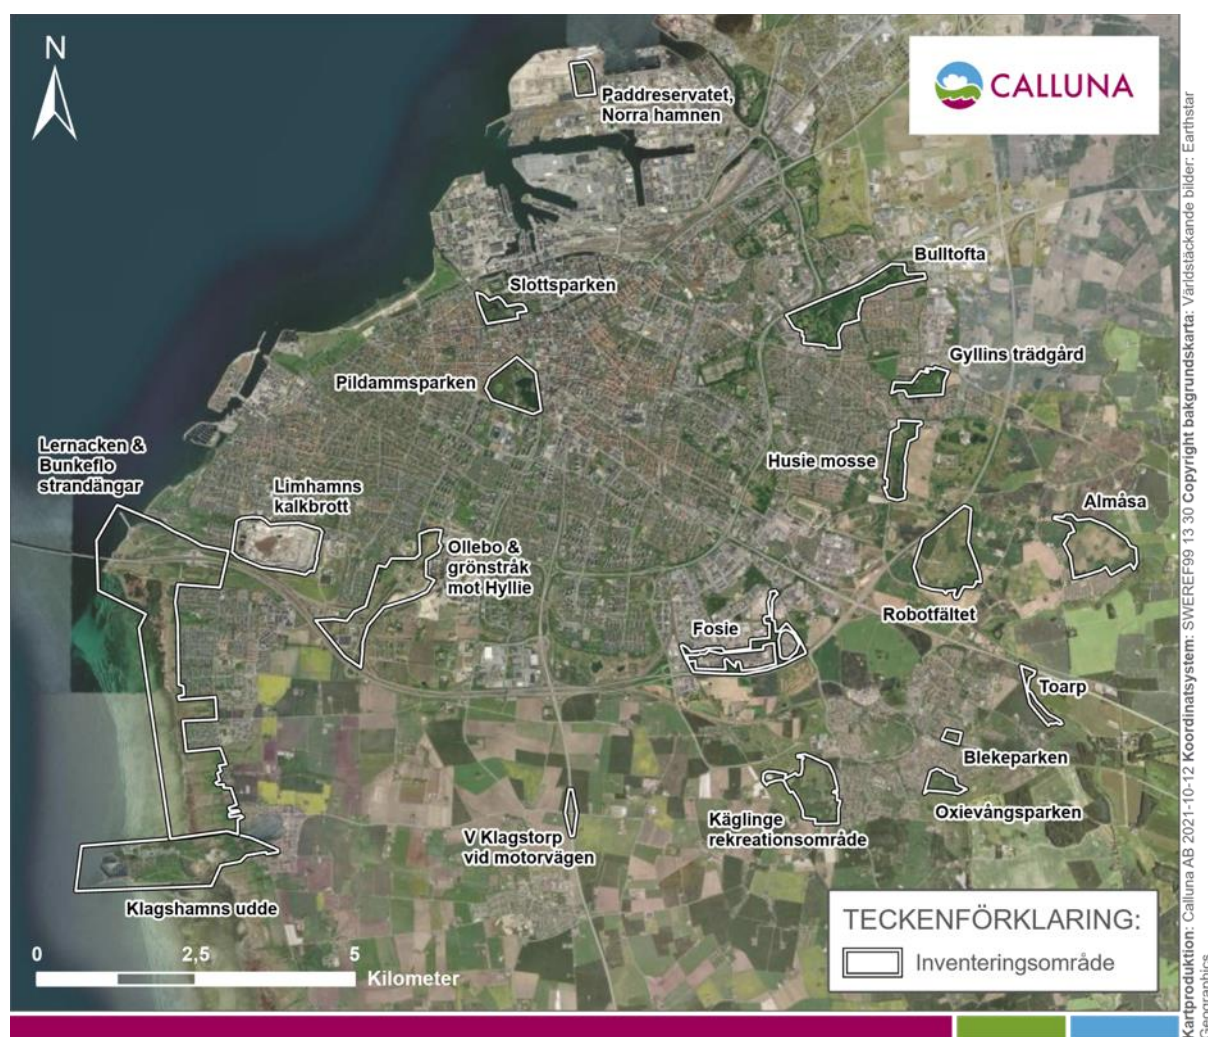 N
CALLUNA
Paddreservatet,
Norra hamnen
Bulltofta
Slottsparken
Gyllins trädgård
Pildammsparken
Lernacken &
Bunkeflo
strandängar
Husie mosse
Limhamns
kalkbrott
Almåsa
Ollebo &
grönstråk
mot Hyllie
Robotfältet
Fosie
Toarp
Blekeparken
Oxievångsparken
Käglinge
rekreationsområde
V Klagstorp
vid motorvägen
Klagshamns udde
0 2,5 5
Kilometer
TECKENFÖRKLARING:
Inventeringsområde
Kartproduktion: Calluna AB 2021-10-12 Koordinatsystem: SWEREF99 13 30 Copyright bakgrundskarta: Världstäckande bilder: Earthstar
Geographics